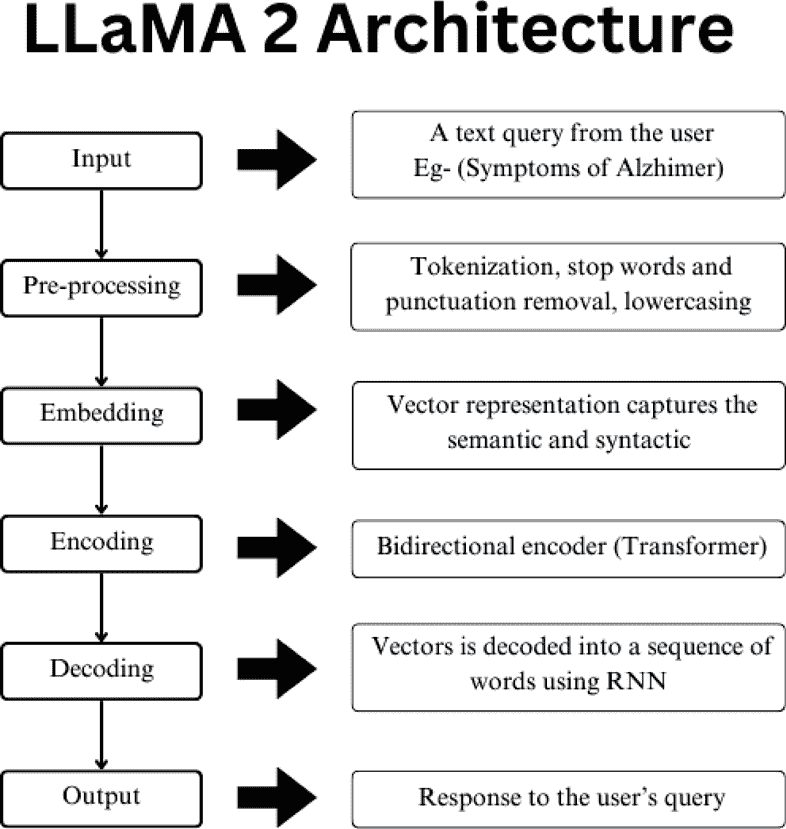 LLaMA 2 Architecture
Input
A text query from the user
Eg- (Symptoms of Alzhimer)
Pre-processing
Tokenization, stop words and
punctuation removal, lowercasing
Embedding
Vector representation captures the
semantic and syntactic
Encoding
Bidirectional encoder (Transformer)
Decoding
Vectors is decoded into a sequence of
words using RNN
Output
Response to the user's query